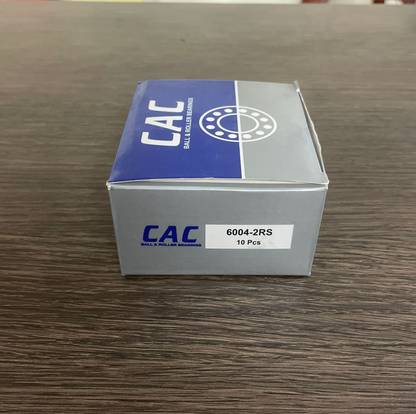 CAC
BALL & ROLLER BEARINGS
CAC
BALL & ROLLER BEARINGS
6004-2RS
10 Pcs